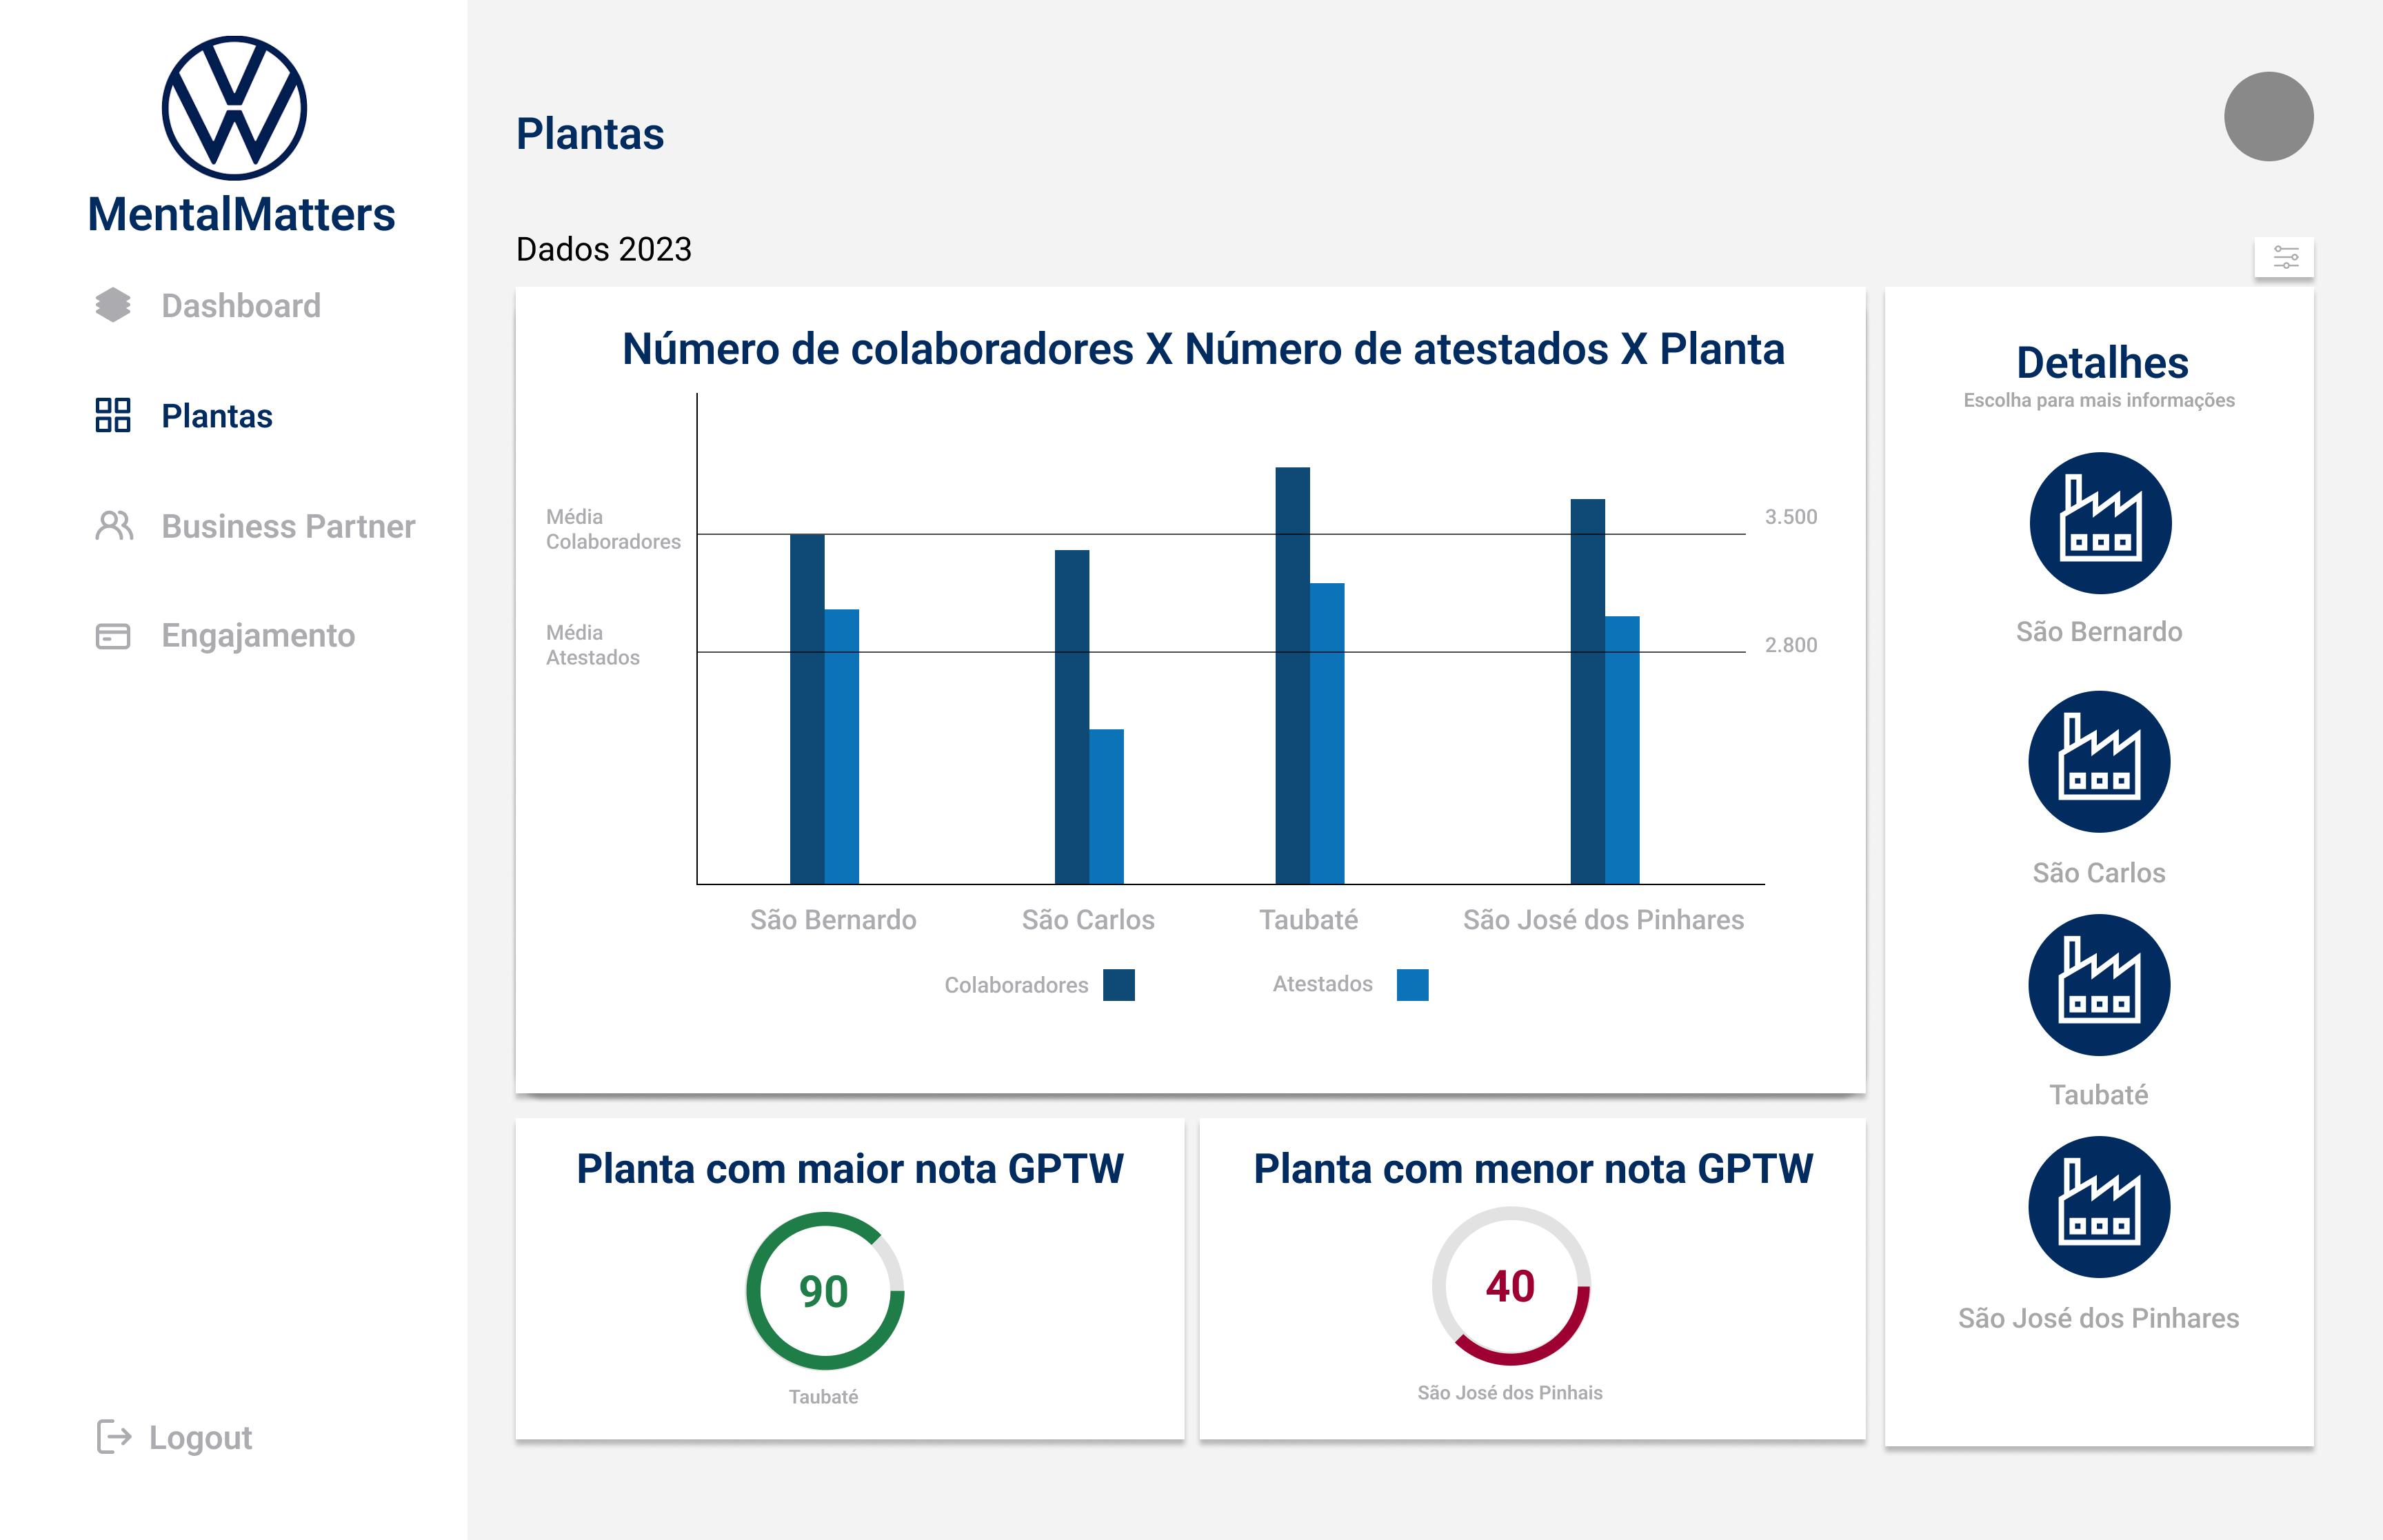 MentalMatters
Dashboard
Plantas
Business Partner
Engajamento
Logout
Plantas
Dados 2023
Número de colaboradores X Número de atestados X Planta
Média
Colaboradores
3.500
Média
Atestados
2.800
São Bernardo
São Carlos
Taubaté
São José dos Pinhares
Colaboradores
Atestados
Planta com maior nota GPTW
90
Taubaté
Planta com menor nota GPTW
40
São José dos Pinhais
Detalhes
Escolha para mais informações
São Bernardo
São Carlos
Taubaté
São José dos Pinhares